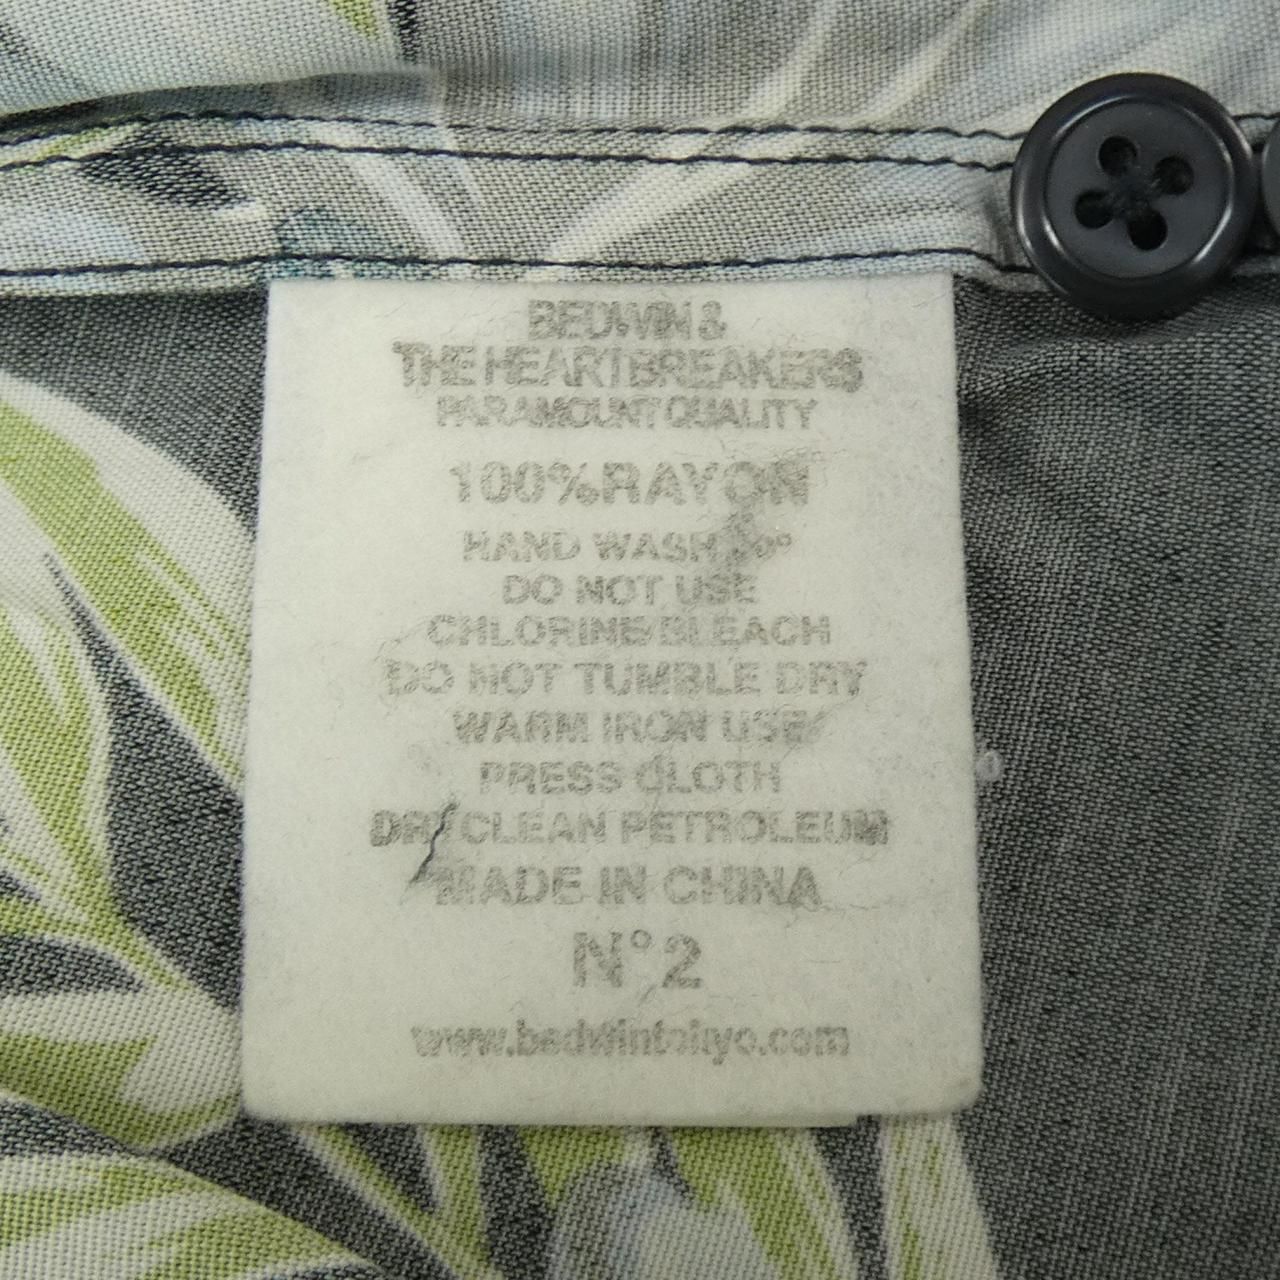 BEDWIN &
THE HEARTBREAKERS
PARAMOUNT QUALITY
100% RAYON
HAND WASH
DO NOT USE
CHLORINE BLEACH
DO NOT TUMBLE DRY
WARM IRON USE
PRESS CLOTH
DRY CLEAN PETROLEUM
MADE IN CHINA
N°2
www.bedwintokyo.com